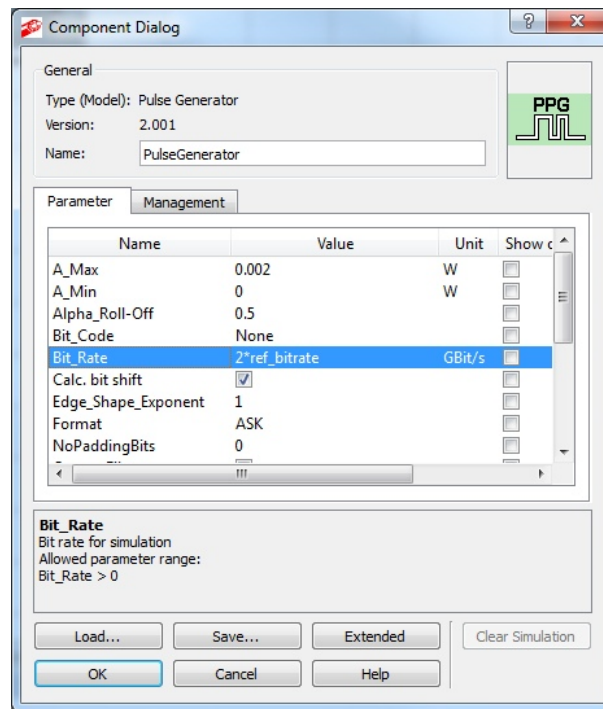 Component Dialog
General
Type (Model): Pulse Generator
Version: 2.001
Name: PulseGenerator
PPG
Parameter Management
Name Value Unit Show
A_Max 0.002 W
A_Min 0 W
Alpha_Roll-Off 0.5
Bit_Code None
Bit_Rate 2*ref_bitrate GBit/s
Calc. bit shift
Edge_Shape_Exponent 1
Format ASK
NoPaddingBits 0
Bit_Rate
Bit rate for simulation
Allowed parameter range:
Bit_Rate > 0
Load... Save... Extended Clear Simulation
OK Cancel Help